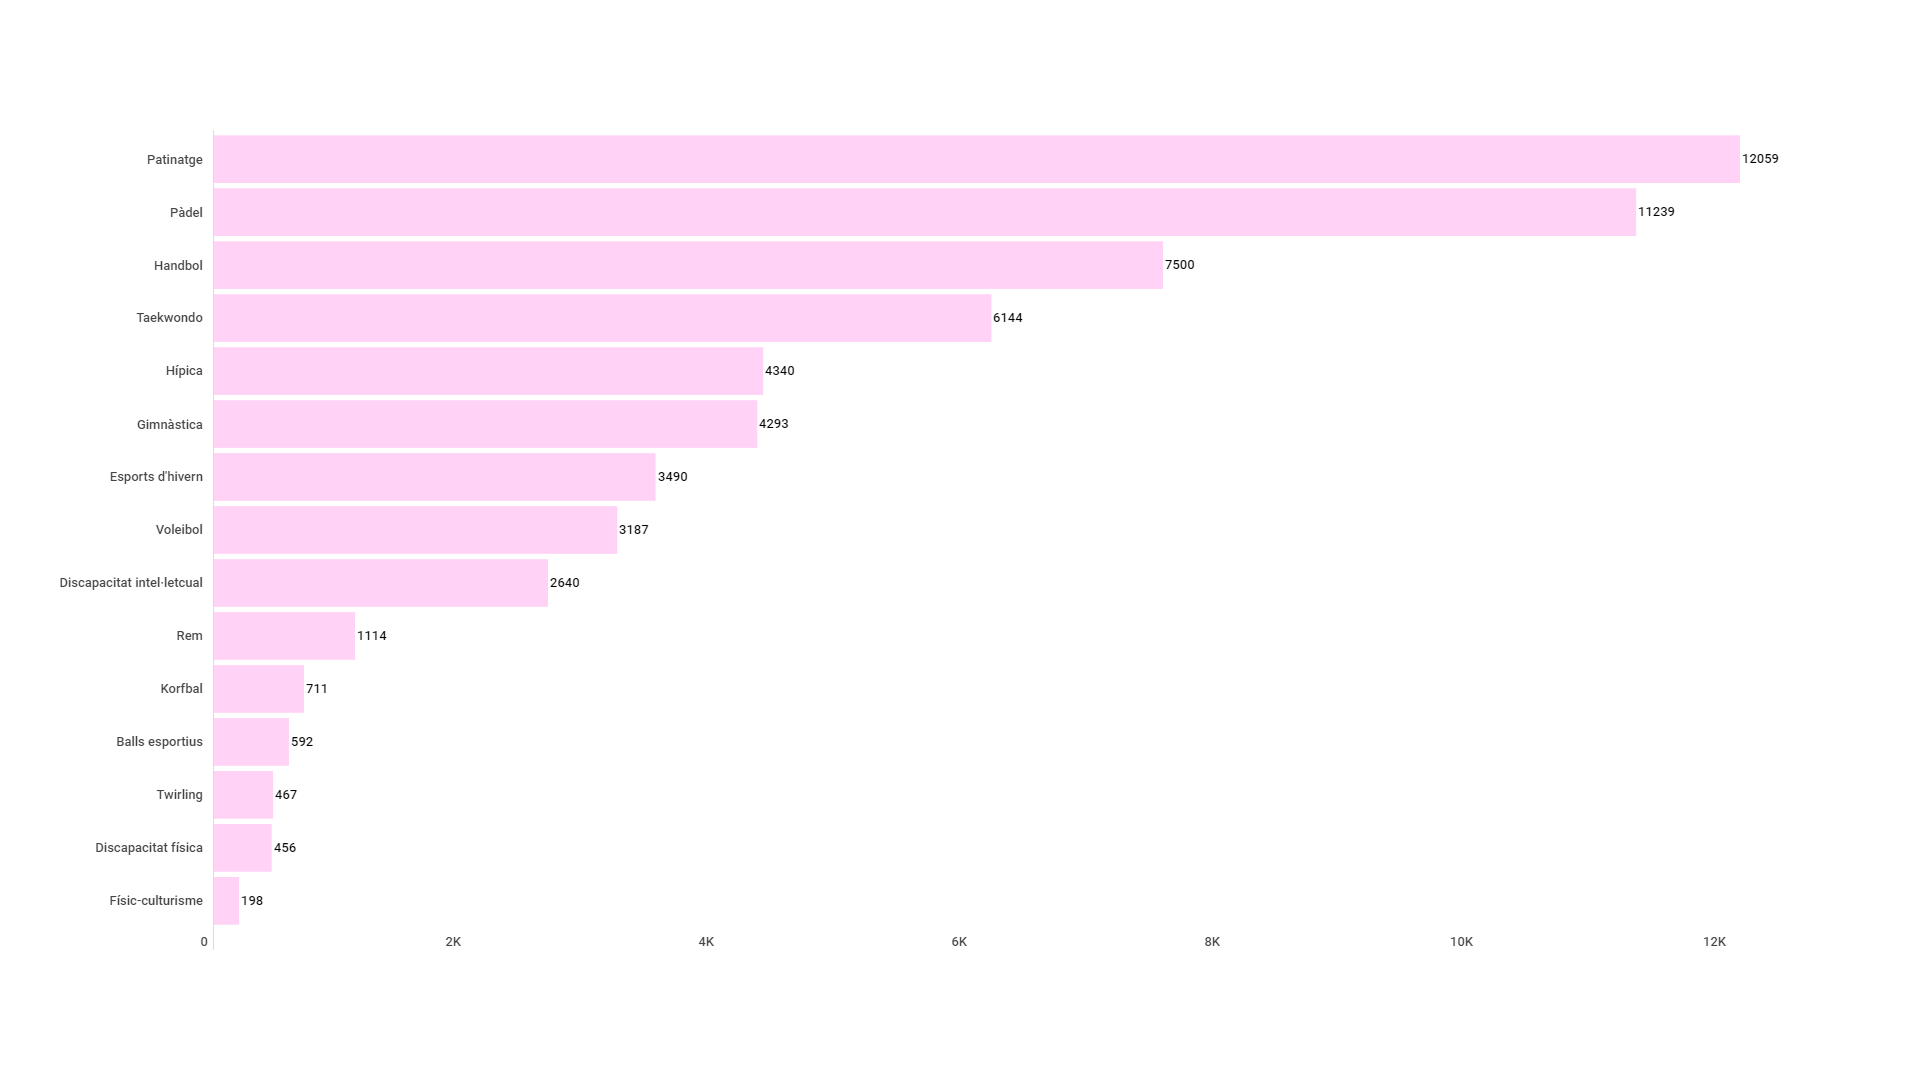 Patinatge 12059
Pàdel 11239
Handbol 7500
Taekwondo 6144
Hípica 4340
Gimnàstica 4293
Esports d'hivern 3490
Voleibol 3187
Discapacitat intel·letcual 2640
Rem 1114
Korfbal 711
Balls esportius 592
Twirling 467
Discapacitat física 456
Físic-culturisme 198
0 2K 4K 6K 8K 10K 12K